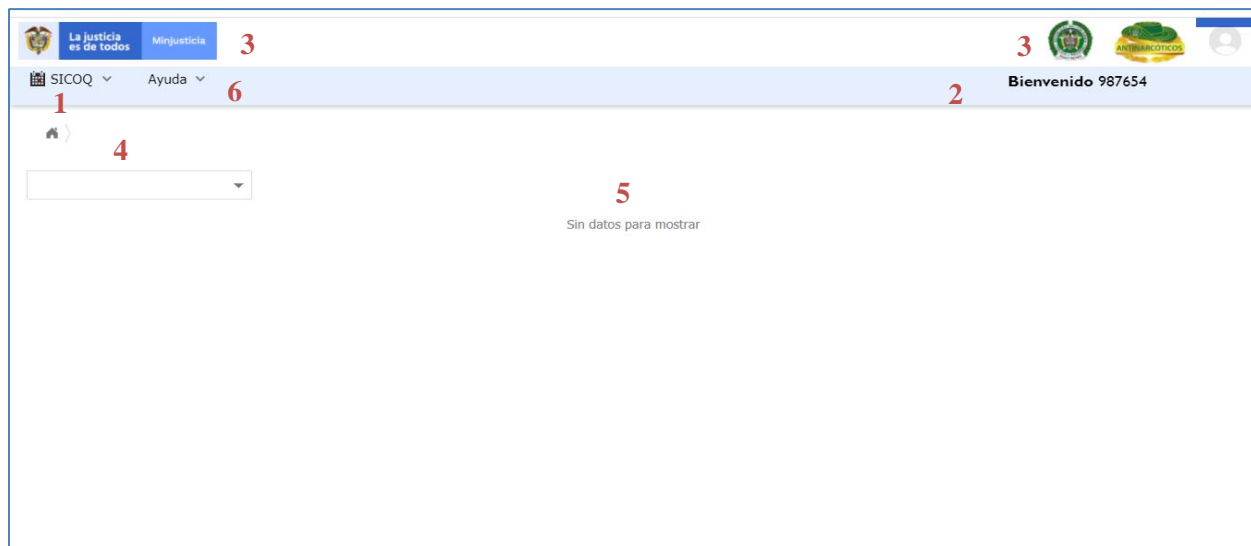 La justicia
es de todos
Minjusticia
3
3
ANTINARCÓTICOS
SICOQ
Ayuda
6
2
Bienvenido 987654
1
4
5
Sin datos para mostrar